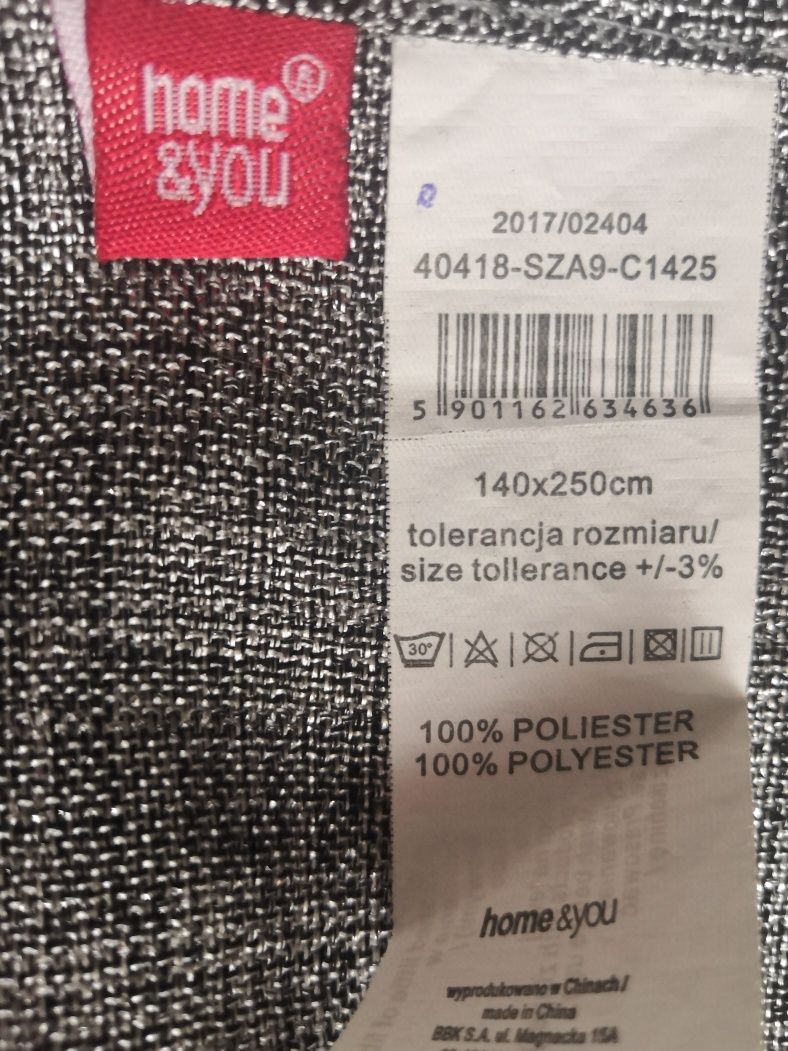 home®
&you
2017/02404
40418-SZA9-C1425
5 901162 634636
140x250cm
tolerancja rozmiaru/
size tollerance +/-3%
30°
100% POLIESTER
100% POLYESTER
home&you
wyprodukowano w Chinach /
made in China
BBK S.A. ul. Magnacka 15A